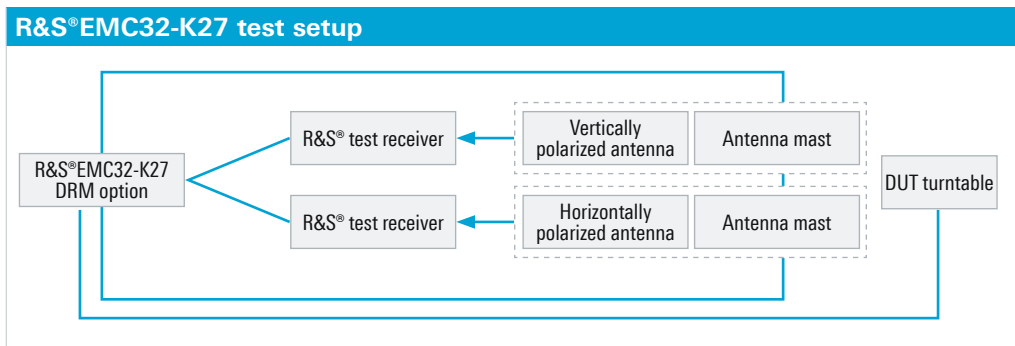 R&S®EMC32-K27 test setup
R&S® test receiver
Vertically
polarized antenna
Antenna mast
R&S®EMC32-K27
DRM option
DUT turntable
R&S® test receiver
Horizontally
polarized antenna
Antenna mast